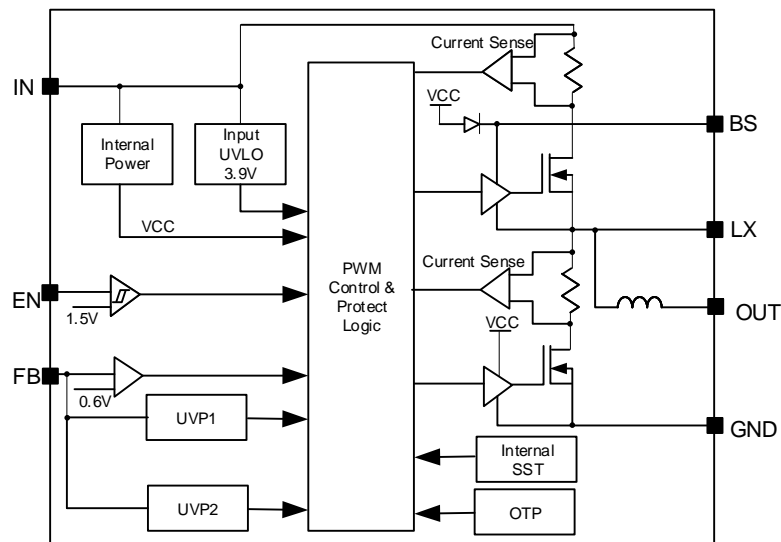 Current Sense
IN
VCC
BS
Internal
Power
Input
UVLO
3.9V
VCC
LX
PWM
Control &
Protect
Logic
Current Sense
EN
1.5V
OUT
VCC
FB
0.6V
UVP1
GND
Internal
SST
UVP2
OTP